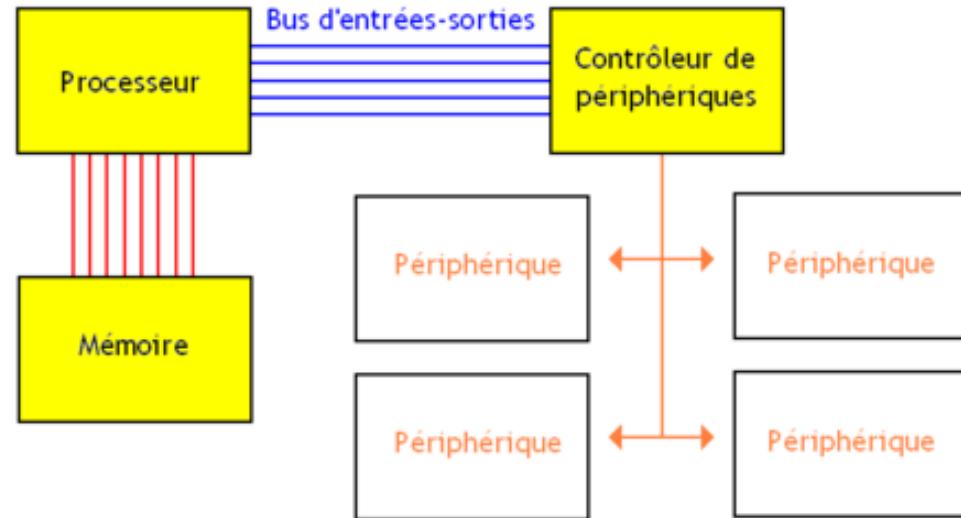 Bus d'entrées-sorties
Processeur
Contrôleur de
périphériques
Mémoire
Périphérique
Périphérique
Périphérique
Périphérique